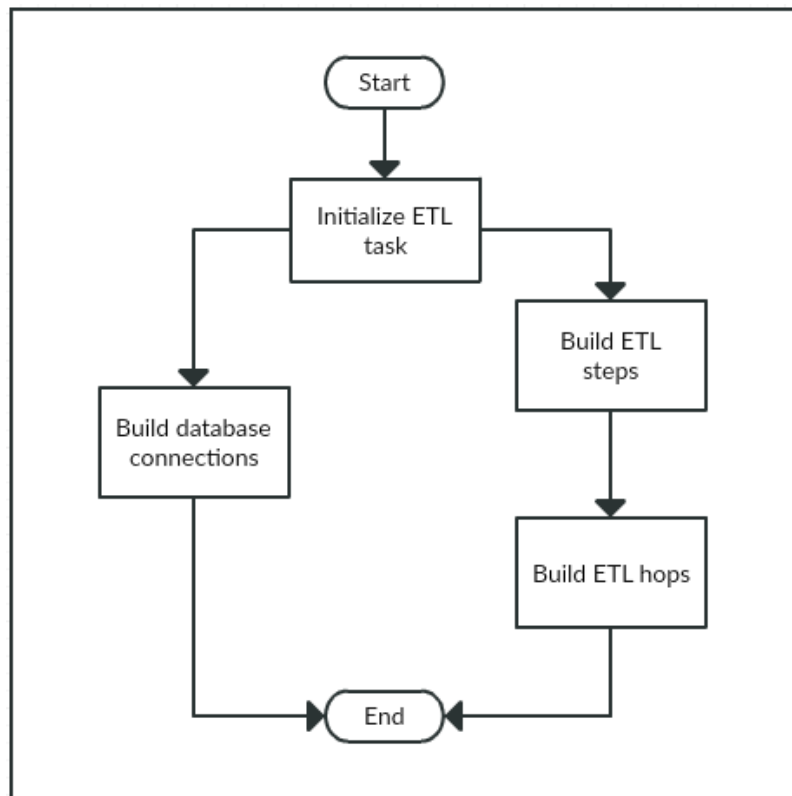 Start
Initialize ETL
task
Build ETL
steps
Build database
connections
Build ETL hops
End